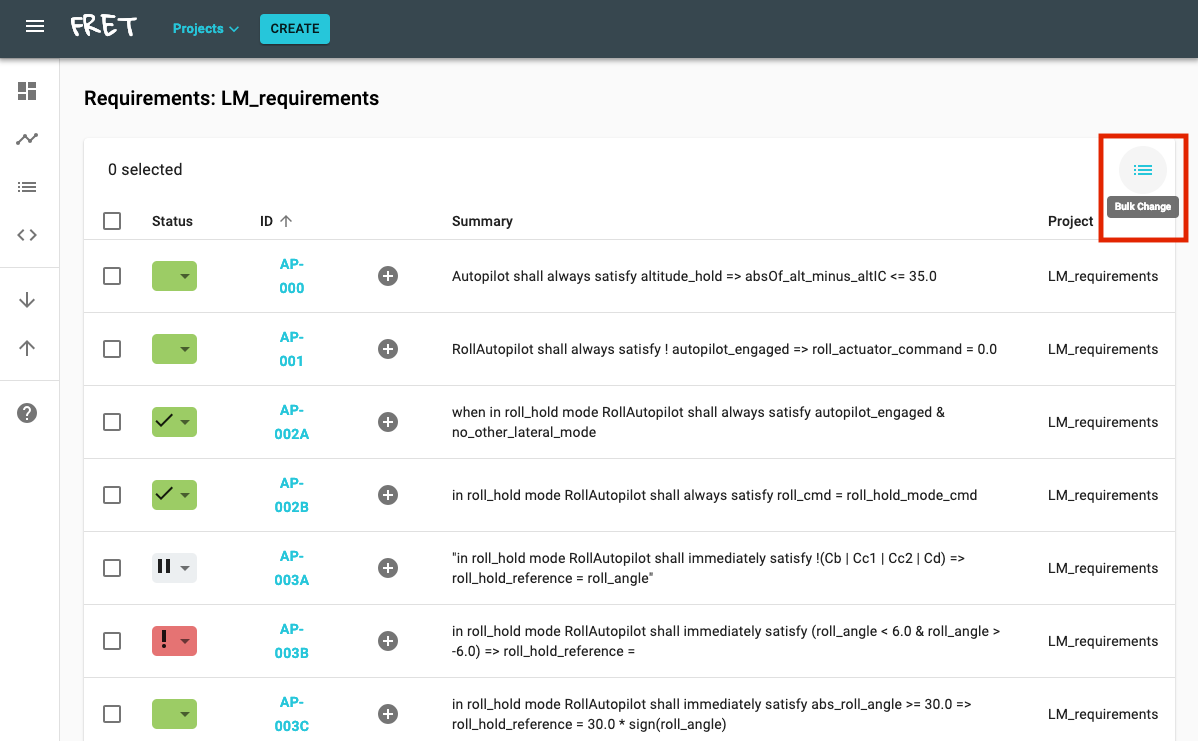 FRET
Projects
CREATE
Requirements: LM_requirements
0 selected
Bulk Change
Status ID Summary Project
AP-
000
Autopilot shall always satisfy altitude_hold => absOf_alt_minus_altIC <= 35.0
LM_requirements
AP-
001
RollAutopilot shall always satisfy ! autopilot_engaged => roll_actuator_command = 0.0
LM_requirements
AP-
002A
when in roll_hold mode RollAutopilot shall always satisfy autopilot_engaged &
no_other_lateral_mode
LM_requirements
AP-
002B
in roll_hold mode RollAutopilot shall always satisfy roll_cmd = roll_hold_mode_cmd
LM_requirements
AP-
003A
"in roll_hold mode RollAutopilot shall immediately satisfy !(Cb | Cc1 | Cc2 | Cd) =>
roll_hold_reference = roll_angle"
LM_requirements
AP-
003B
in roll_hold mode RollAutopilot shall immediately satisfy (roll_angle < 6.0 & roll_angle >
-6.0) => roll_hold_reference =
LM_requirements
AP-
003C
in roll_hold mode RollAutopilot shall immediately satisfy abs_roll_angle >= 30.0 =>
roll_hold_reference = 30.0 * sign(roll_angle)
LM_requirements